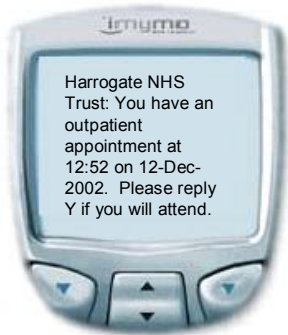 imymo
Harrogate NHS
Trust: You have an
outpatient
appointment at
12:52 on 12-Dec-
2002.  Please reply
Y if you will attend.